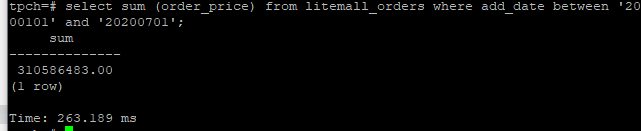 tpch=# select sum (order_price) from litemall_orders where add_date between '20
00101' and '20200701';
sum
--------------
310586483.00
(1 row)
Time: 263.189 ms